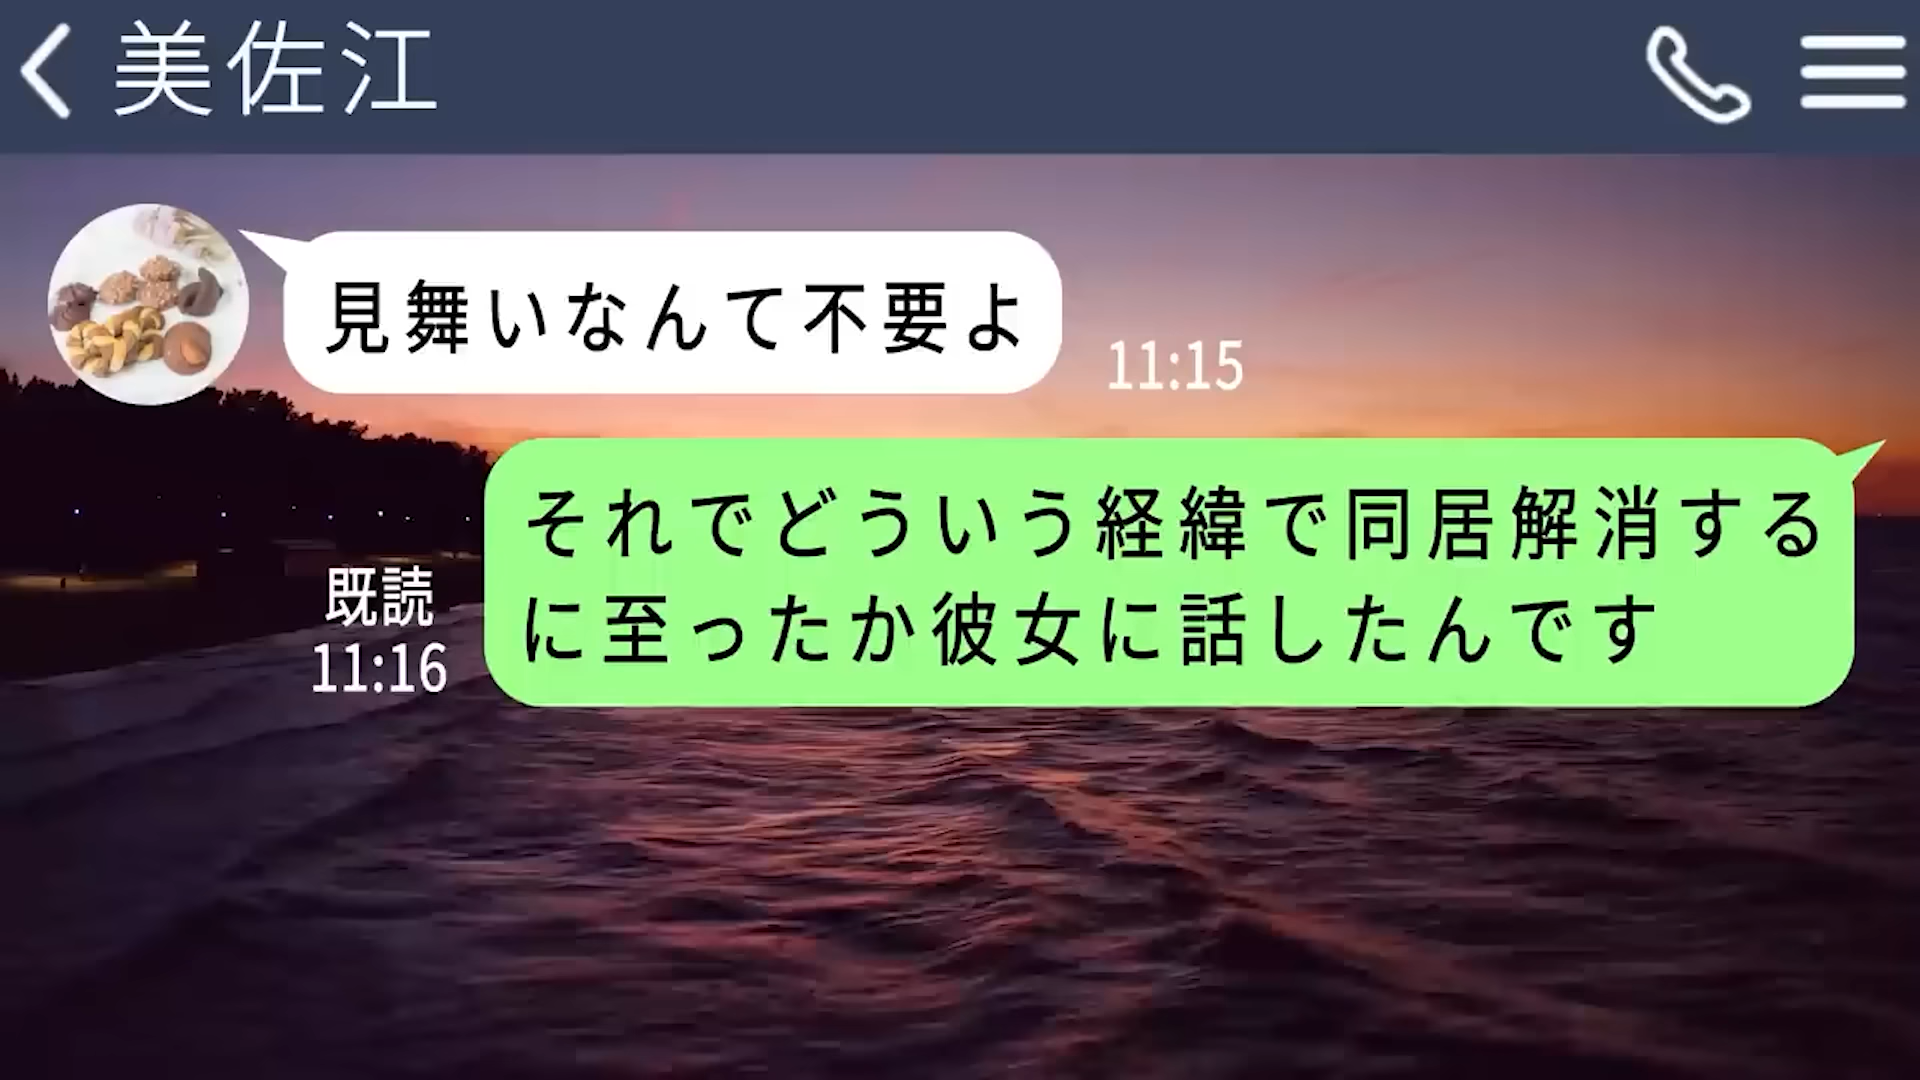 美佐江
見舞いなんて不要よ
11:15
それでどういう経緯で同居解消する
に至ったか彼女に話したんです
既読
11:16